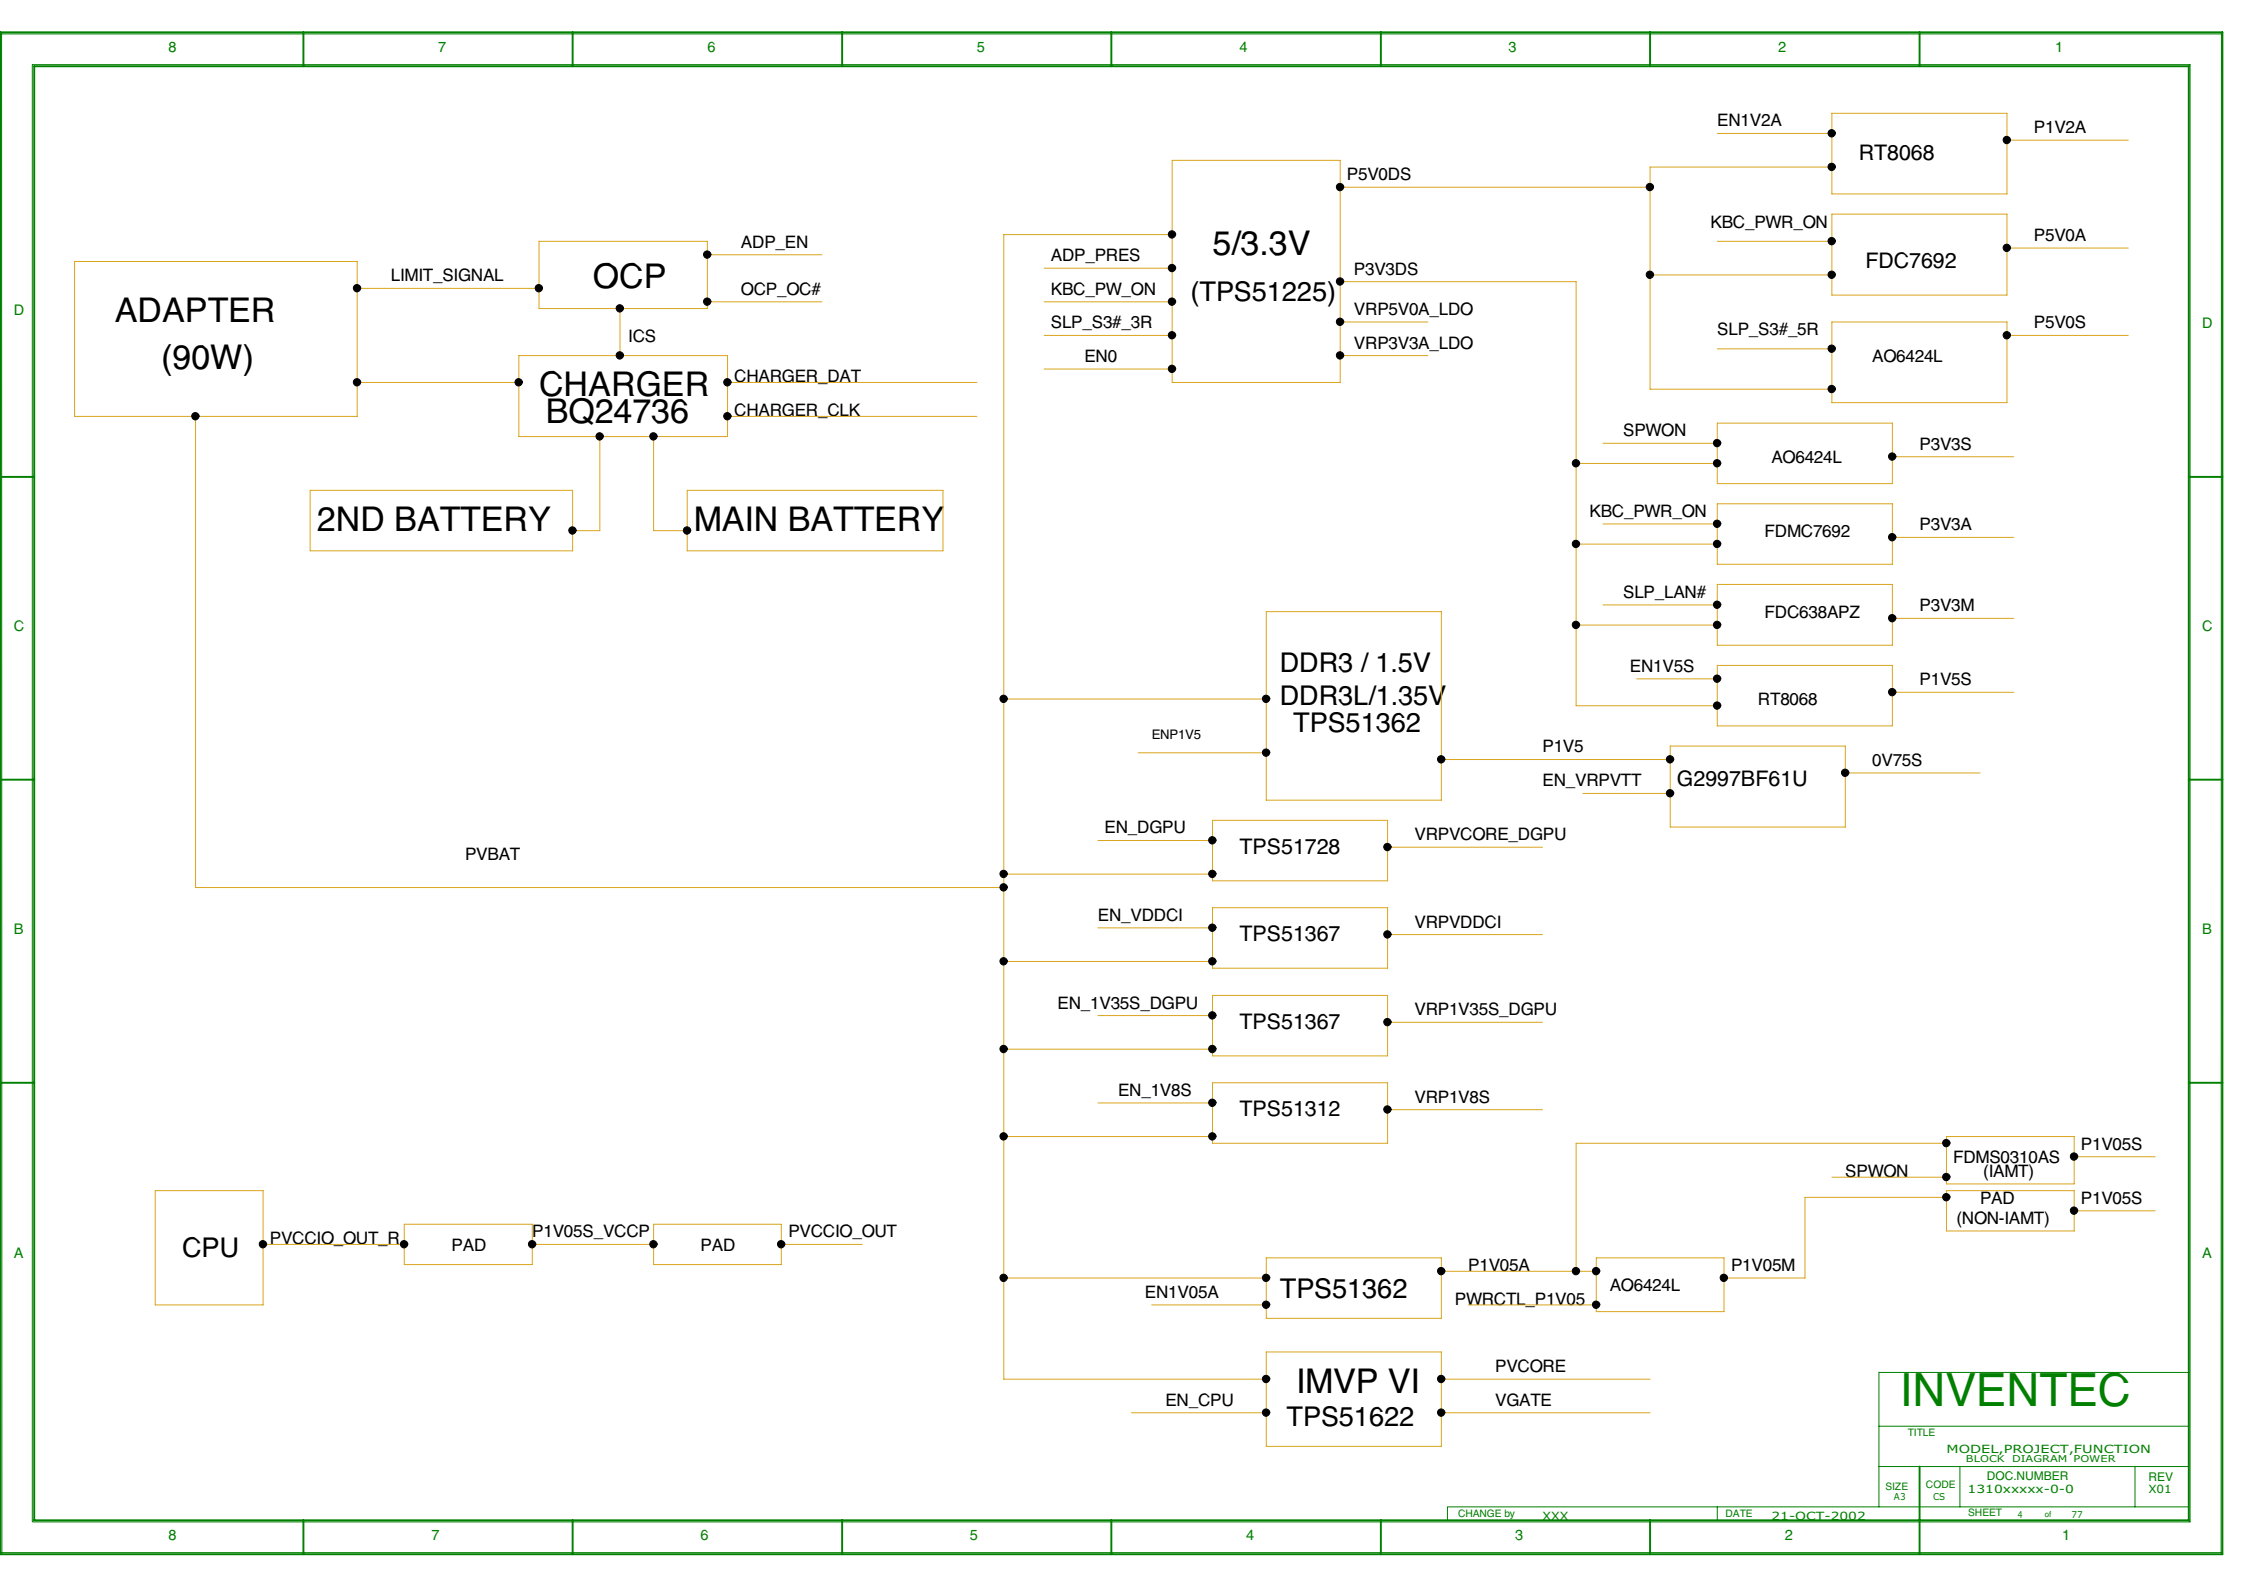 8 7 6 5 4 3 2 1
D
C
B
A
ADAPTER
(90W)
LIMIT_SIGNAL
OCP
ADP_EN
OCP_OC#
ICS
CHARGER
BQ24736
CHARGER_DAT
CHARGER_CLK
2ND BATTERY
MAIN BATTERY
PVBAT
CPU
PVCCIO_OUT_R
PAD
P1V05S_VCCP
PAD
PVCCIO_OUT
ADP_PRES
KBC_PW_ON
SLP_S3#_3R
EN0
5/3.3V
(TPS51225)
P5V0DS
P3V3DS
VRP5V0A_LDO
VRP3V3A_LDO
EN1V2A
RT8068
P1V2A
KBC_PWR_ON
FDC7692
P5V0A
SLP_S3#_5R
AO6424L
P5V0S
SPWON
AO6424L
P3V3S
KBC_PWR_ON
FDMC7692
P3V3A
SLP_LAN#
FDC638APZ
P3V3M
EN1V5S
RT8068
P1V5S
DDR3 / 1.5V
DDR3L/1.35V
TPS51362
ENP1V5
P1V5
EN_VRPVTT
G2997BF61U
0V75S
EN_DGPU
TPS51728
VRPVCORE_DGPU
EN_VDDCI
TPS51367
VRPVDDCI
EN_1V35S_DGPU
TPS51367
VRP1V35S_DGPU
EN_1V8S
TPS51312
VRP1V8S
EN1V05A
TPS51362
P1V05A
PWRCTL_P1V05
AO6424L
P1V05M
SPWON
FDMS0310AS
(IAMT)
P1V05S
PAD
(NON-IAMT)
P1V05S
EN_CPU
IMVP VI
TPS51622
PVCORE
VGATE
D
C
B
A
INVENTEC
TITLE
MODEL,PROJECT,FUNCTION
BLOCK DIAGRAM POWER
SIZE
A3
CODE
CS
DOC.NUMBER
1310xxxxx-0-0
REV
X01
CHANGE by XXX DATE 21-OCT-2002 SHEET 4 of 77
8 7 6 5 4 3 2 1